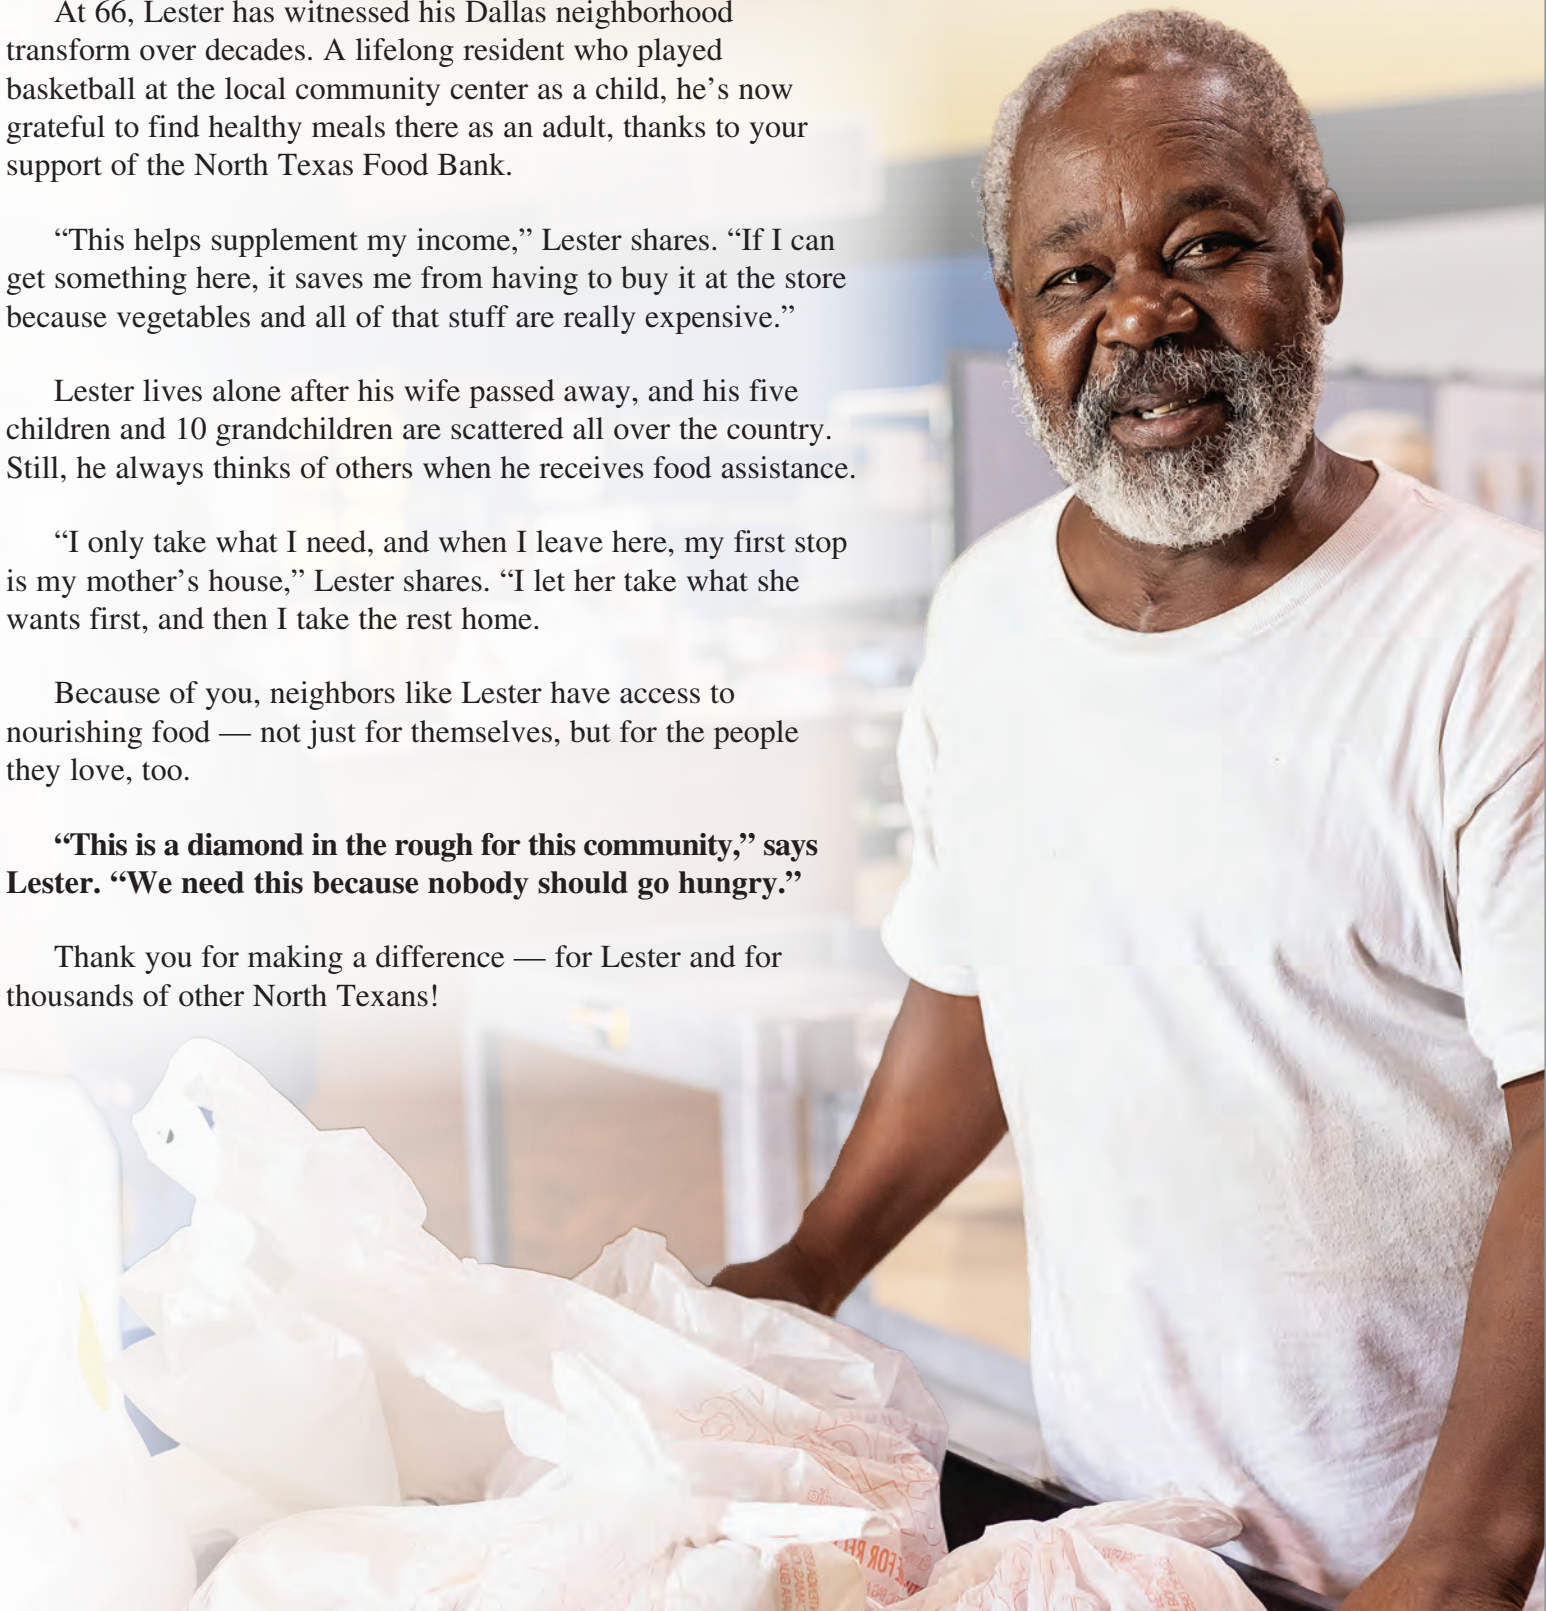 At 66, Lester has witnessed his Dallas neighborhood
transform over decades. A lifelong resident who played
basketball at the local community center as a child, he’s now
grateful to find healthy meals there as an adult, thanks to your
support of the North Texas Food Bank.
“This helps supplement my income,” Lester shares. “If I can
get something here, it saves me from having to buy it at the store
because vegetables and all of that stuff are really expensive.”
Lester lives alone after his wife passed away, and his five
children and 10 grandchildren are scattered all over the country.
Still, he always thinks of others when he receives food assistance.
“I only take what I need, and when I leave here, my first stop
is my mother’s house,” Lester shares. “I let her take what she
wants first, and then I take the rest home.
Because of you, neighbors like Lester have access to
nourishing food — not just for themselves, but for the people
they love, too.
“This is a diamond in the rough for this community,” says
Lester. “We need this because nobody should go hungry.”
Thank you for making a difference — for Lester and for
thousands of other North Texans!